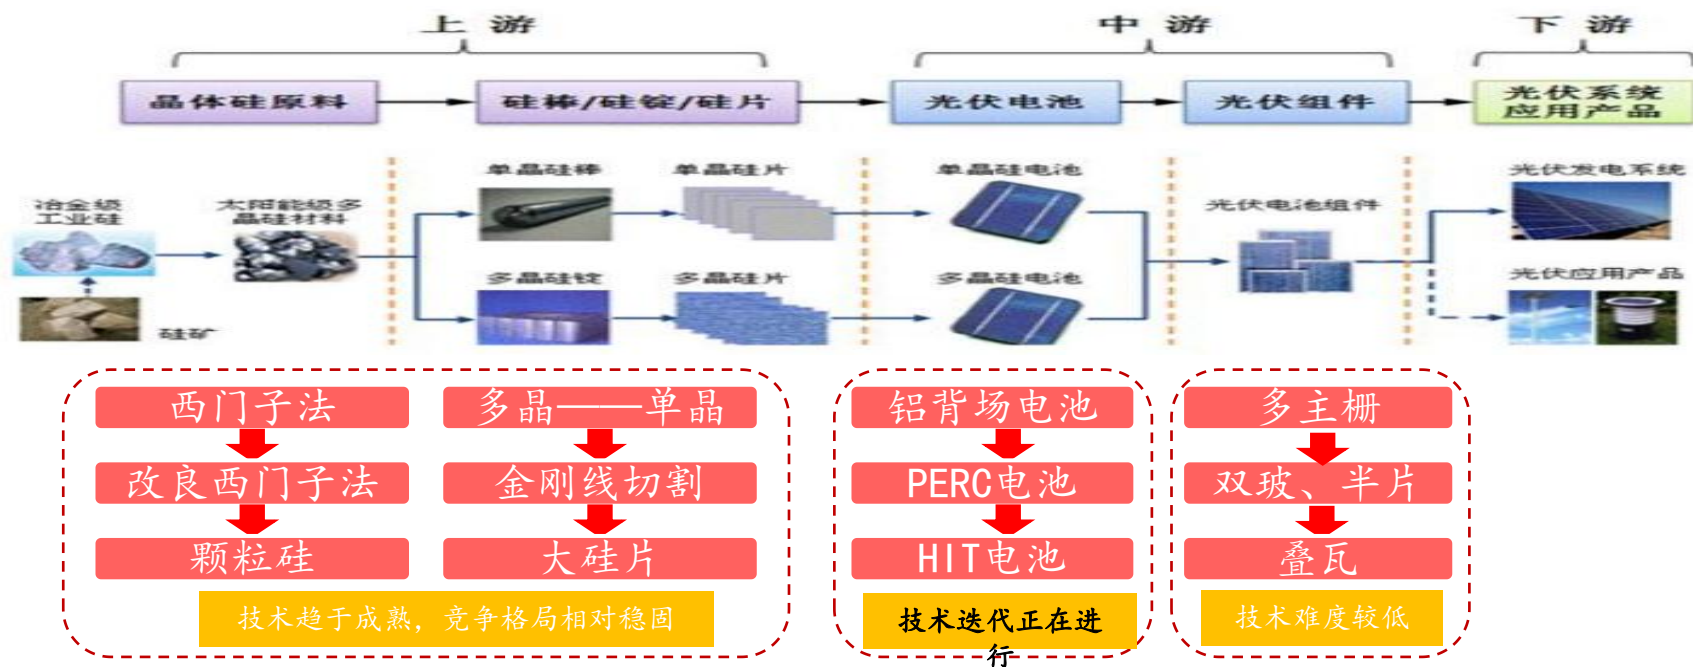 上 游
中 游
下 游
晶体硅原料
硅棒/硅锭/硅片
光伏电池
光伏组件
光伏系统
应用产品
冶金级
工业硅
太阳能级多
晶硅材料
硅矿
单晶硅棒
单晶硅片
多晶硅锭
多晶硅片
单晶硅电池
多晶硅电池
光伏电池组件
光伏发电系统
光伏应用产品
西门子法
改良西门子法
颗粒硅
多晶——单晶
金刚线切割
大硅片
技术趋于成熟，竞争格局相对稳固
铝背场电池
PERC电池
HIT电池
技术迭代正在进
行
多主栅
双玻、半片
叠瓦
技术难度较低